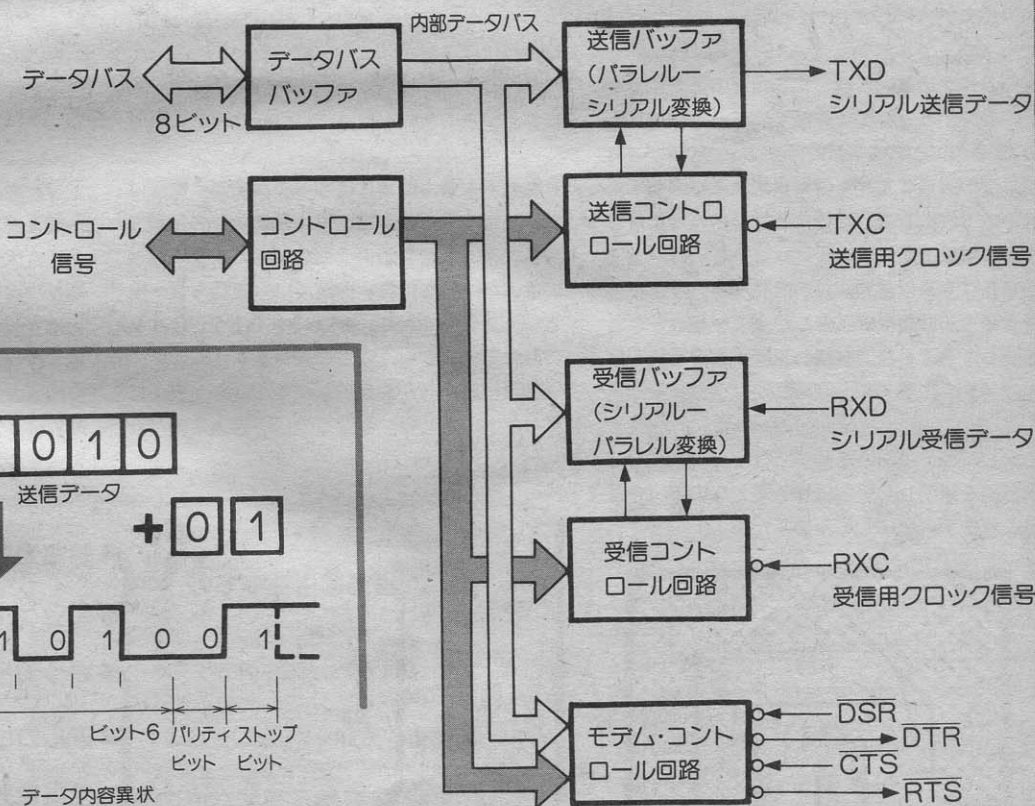 内部データバス
データバス
8ビット
データバス
バッファ
送信バッファ
(パラレルー
シリアル変換)
TXD
シリアル送信データ
コントロール
信号
コントロール
回路
送信コントロ
ロール回路
TXC
送信用クロック信号
受信バッファ
(シリアルー
パラレル変換)
RXD
シリアル受信データ
受信コント
ロール回路
RXC
受信用クロック信号
モデム・コント
ロール回路
DSR
DTR
CTS
RTS
0 1 0
送信データ
+ 0 1
1 0 1 0 0 1
ビット6 パリティ ストップ
ビット ビット
データ内容異状